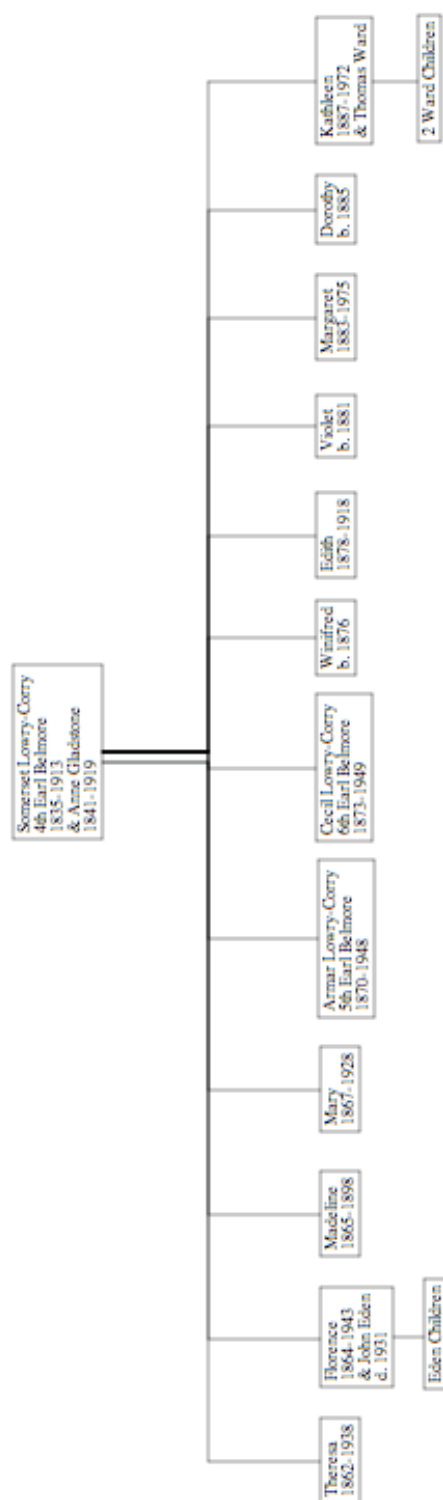 Somerset Lowry-Corry
4th Earl Belmore
1835-1913
& Anne Gladstone
1841-1919
Theresa
1862-1938
Florence
1864-1943
& John Eden
d. 1931
Eden Children
Madeline
1865-1898
Mary
1867-1928
Armar Lowry-Corry
5th Earl Belmore
1870-1948
Cecil Lowry-Corry
6th Earl Belmore
1873-1949
Winifred
b. 1876
Edith
1878-1918
Violet
b. 1881
Margaret
1883-1975
Dorothy
b. 1885
Kathleen
1887-1972
& Thomas Ward
2 Ward Children